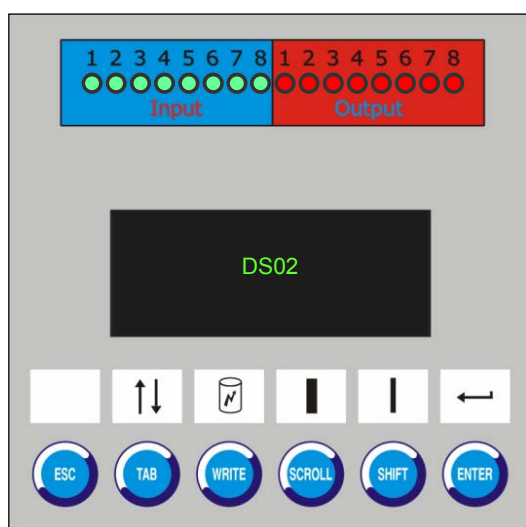 1 2 3 4 5 6 7 8 1 2 3 4 5 6 7 8
Input Output
DS02
ESC TAB WRITE SCROLL SHIFT ENTER